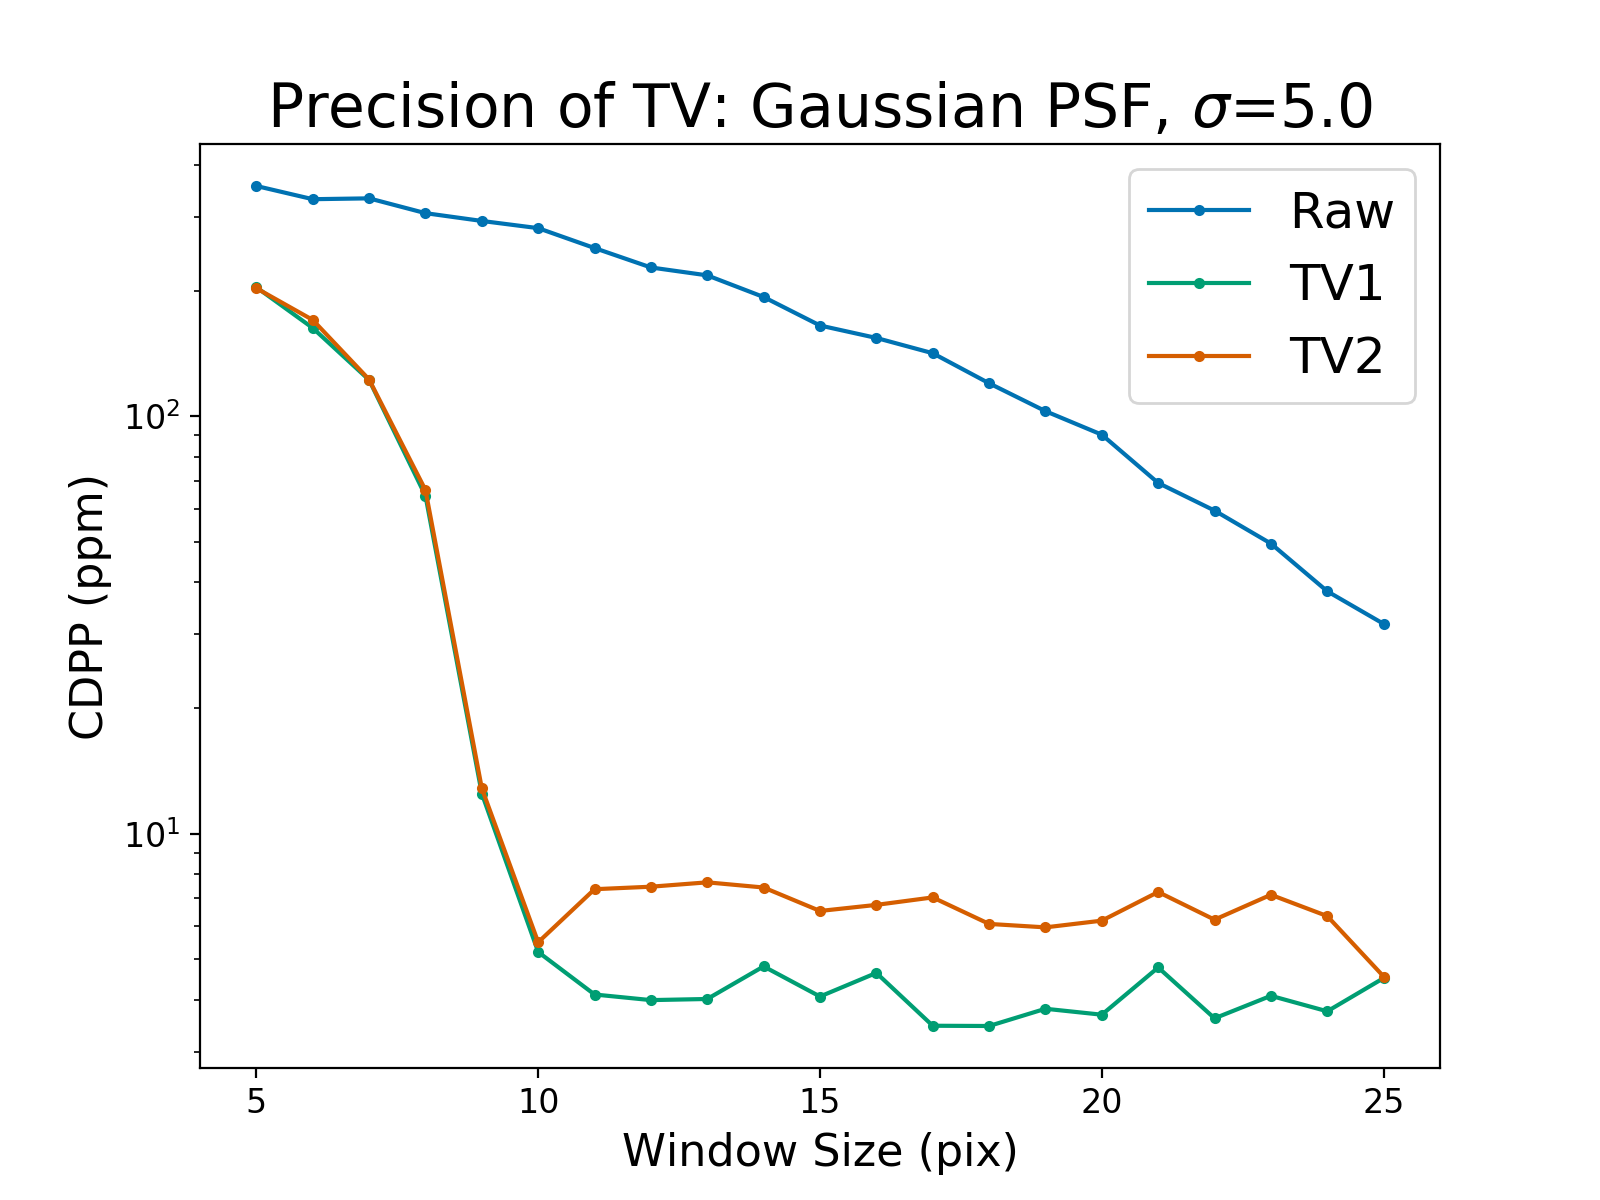 Precision of TV: Gaussian PSF, σ=5.0
Raw
TV1
TV2
10²
10¹
CDPP (ppm)
5 10 15 20 25
Window Size (pix)